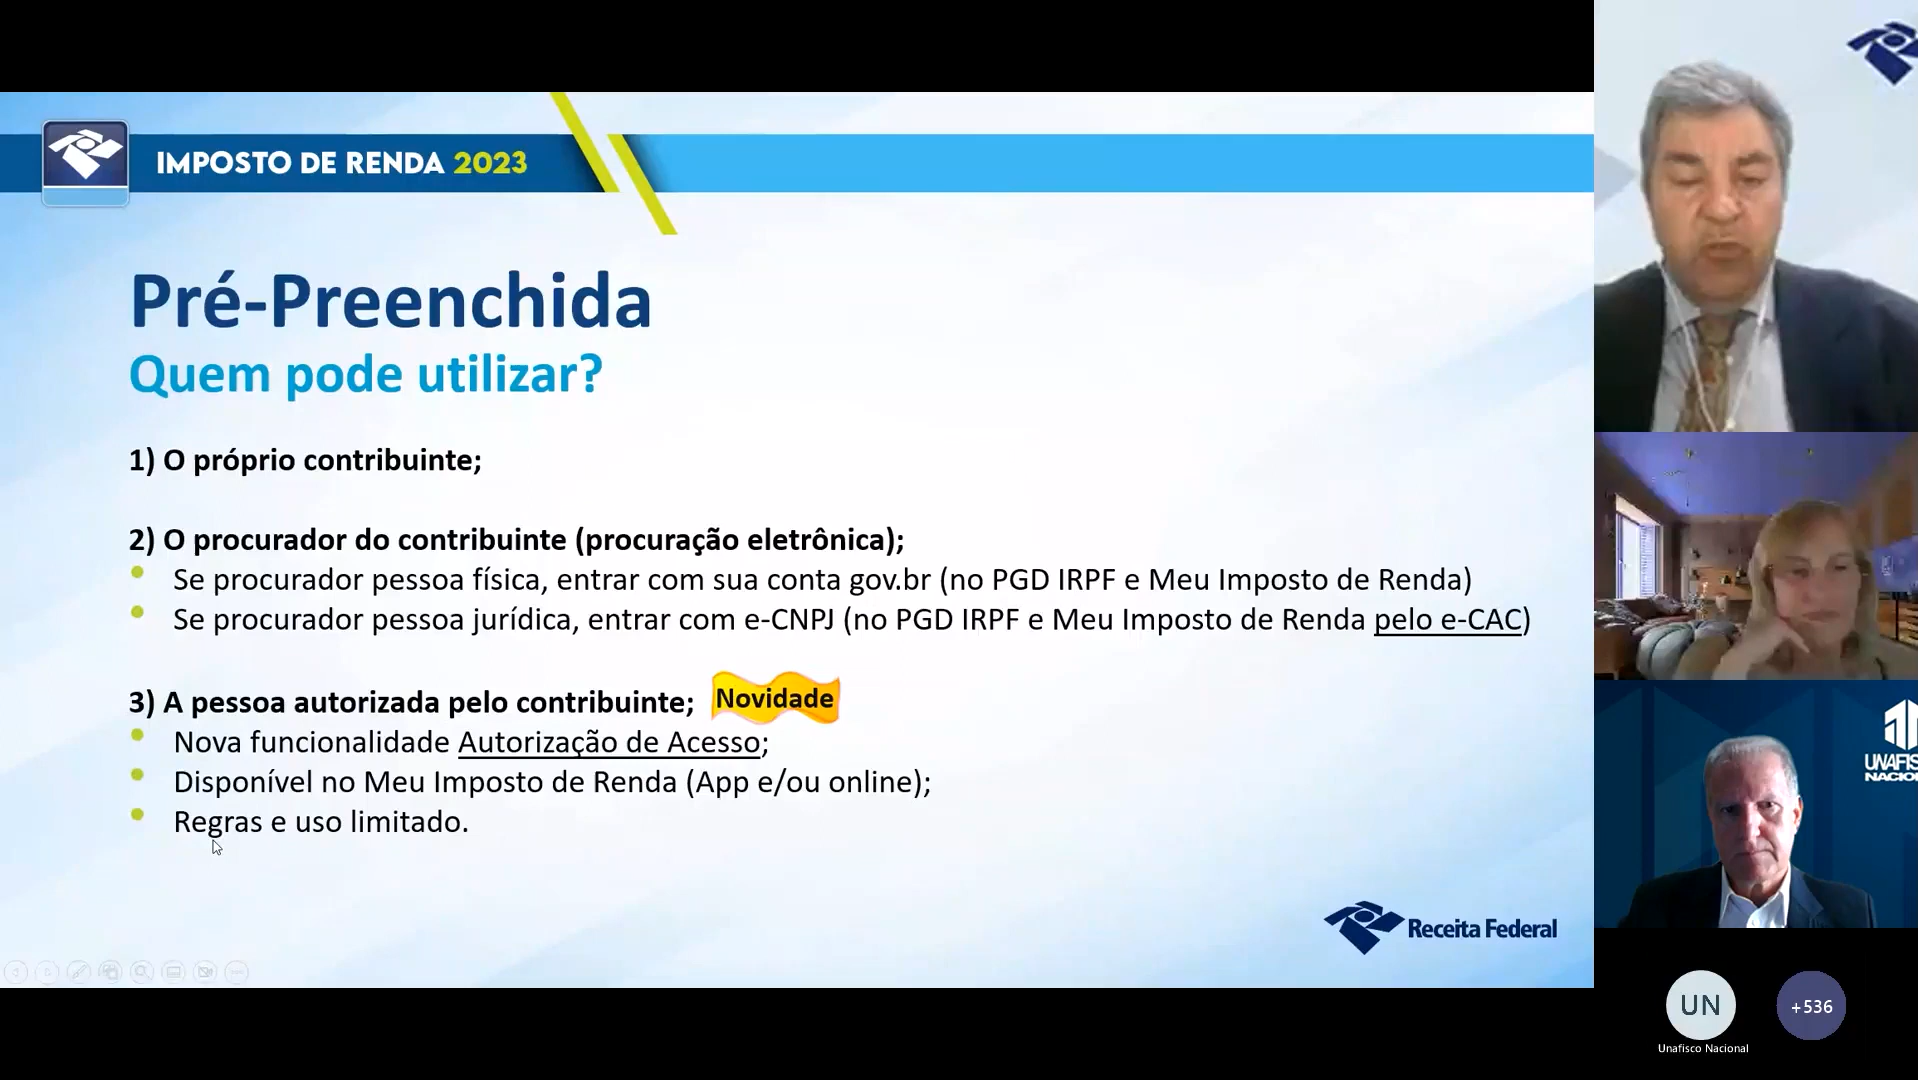 IMPOSTO DE RENDA 2023
Pré-Preenchida
Quem pode utilizar?
1) O próprio contribuinte;
2) O procurador do contribuinte (procuração eletrônica);
Se procurador pessoa física, entrar com sua conta gov.br (no PGD IRPF e Meu Imposto de Renda)
Se procurador pessoa jurídica, entrar com e-CNPJ (no PGD IRPF e Meu Imposto de Renda pelo e-CAC)
3) A pessoa autorizada pelo contribuinte; Novidade
Nova funcionalidade Autorização de Acesso;
Disponível no Meu Imposto de Renda (App e/ou online);
Regras e uso limitado.
Receita Federal
UNAFIS
NACIO
UN
+536
Unafisco Nacional